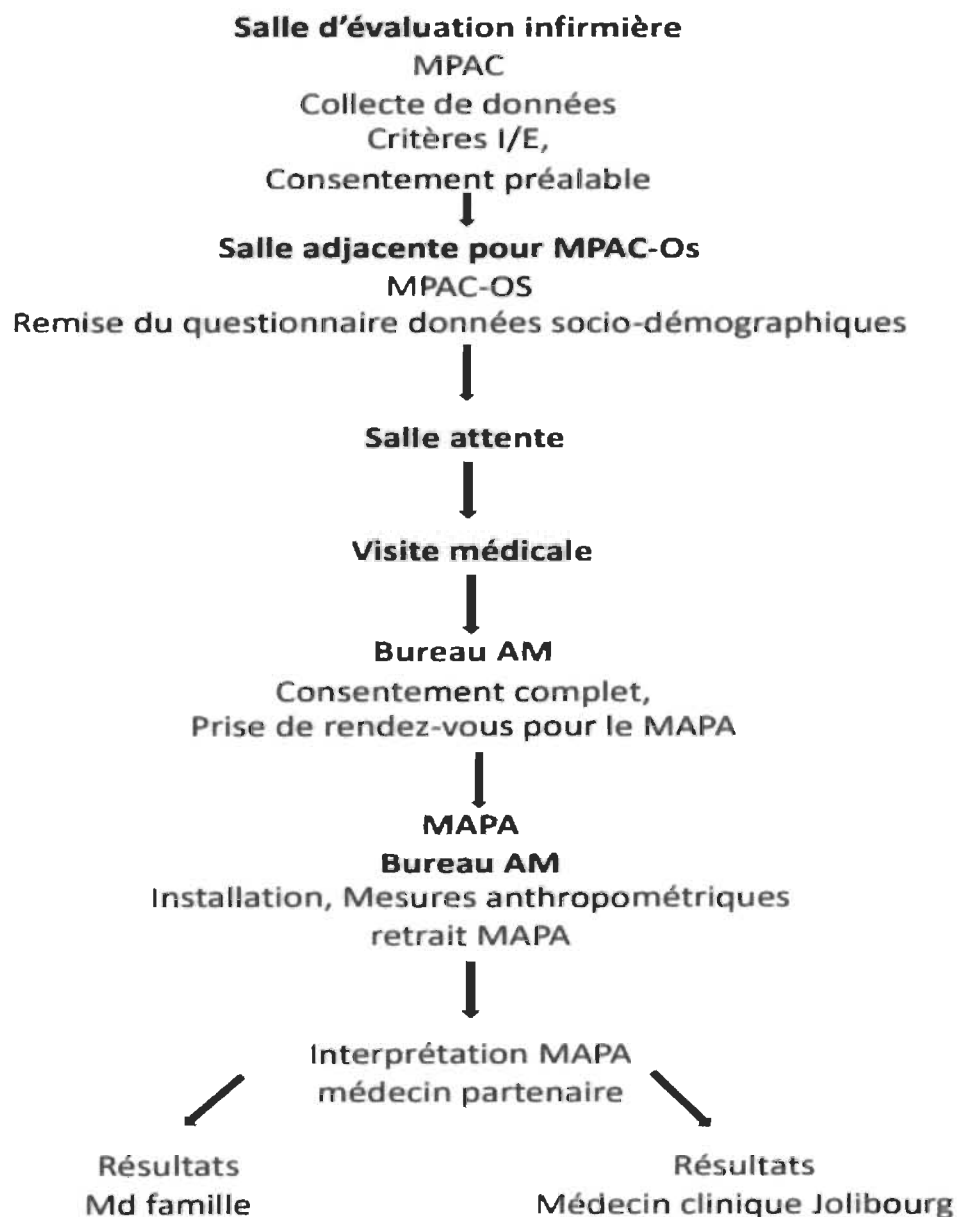 Salle d'évaluation infirmière
MPAC
Collecte de données
Critères I/E,
Consentement préalable
Salle adjacente pour MPAC-Os
MPAC-OS
Remise du questionnaire données socio-démographiques
Salle attente
Visite médicale
Bureau AM
Consentement complet,
Prise de rendez-vous pour le MAPA
MAPA
Bureau AM
Installation, Mesures anthropométriques
retrait MAPA
Interprétation MAPA
médecin partenaire
Résultats
Md famille
Résultats
Médecin clinique Jolibourg